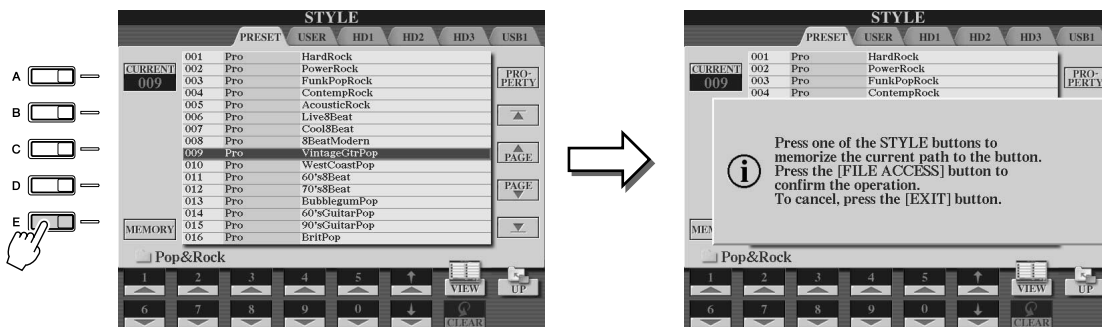 STYLE
PRESET USER HD1 HD2 HD3 USB1
CURRENT
009
001 Pro HardRock
002 Pro PowerRock
003 Pro FunkPopRock
004 Pro ContempRock
005 Pro AcousticRock
006 Pro Live8Beat
007 Pro Cool8Beat
008 Pro 8BeatModern
009 Pro VintageGtrPop
010 Pro WestCoastPop
011 Pro 60's8Beat
012 Pro 70's8Beat
013 Pro BubblegumPop
014 Pro 60'sGuitarPop
015 Pro 90'sGuitarPop
016 Pro BritPop
PRO-
PERTY
PAGE
PAGE
MEMORY
Pop&Rock
1 2 3 4 5 VIEW UP
6 7 8 9 0 CLEAR
A
B
C
D
E
STYLE
PRESET USER HD1 HD2 HD3 USB1
CURRENT
009
001 Pro HardRock
002 Pro PowerRock
003 Pro FunkPopRock
004 Pro ContempRock
PRO-
PERTY
Press one of the STYLE buttons to
memorize the current path to the button.
Press the [FILE ACCESS] button to
confirm the operation.
To cancel, press the [EXIT] button.
MEM
Pop&Rock
1 2 3 4 5 VIEW UP
6 7 8 9 0 CLEAR